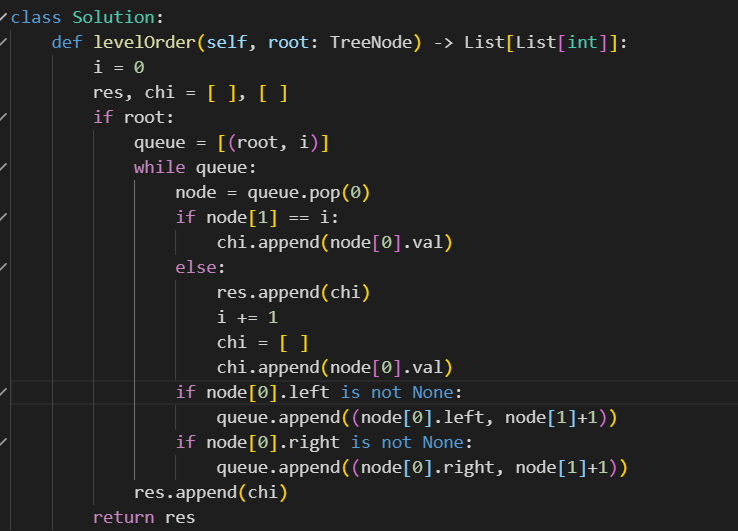 class Solution:
    def levelOrder(self, root: TreeNode) -> List[List[int]]:
        i = 0
        res, chi = [ ], [ ]
        if root:
            queue = [(root, i)]
            while queue:
                node = queue.pop(0)
                if node[1] == i:
                    chi.append(node[0].val)
                else:
                    res.append(chi)
                    i += 1
                    chi = [ ]
                    chi.append(node[0].val)
                if node[0].left is not None:
                    queue.append((node[0].left, node[1]+1))
                if node[0].right is not None:
                    queue.append((node[0].right, node[1]+1))
            res.append(chi)
        return res